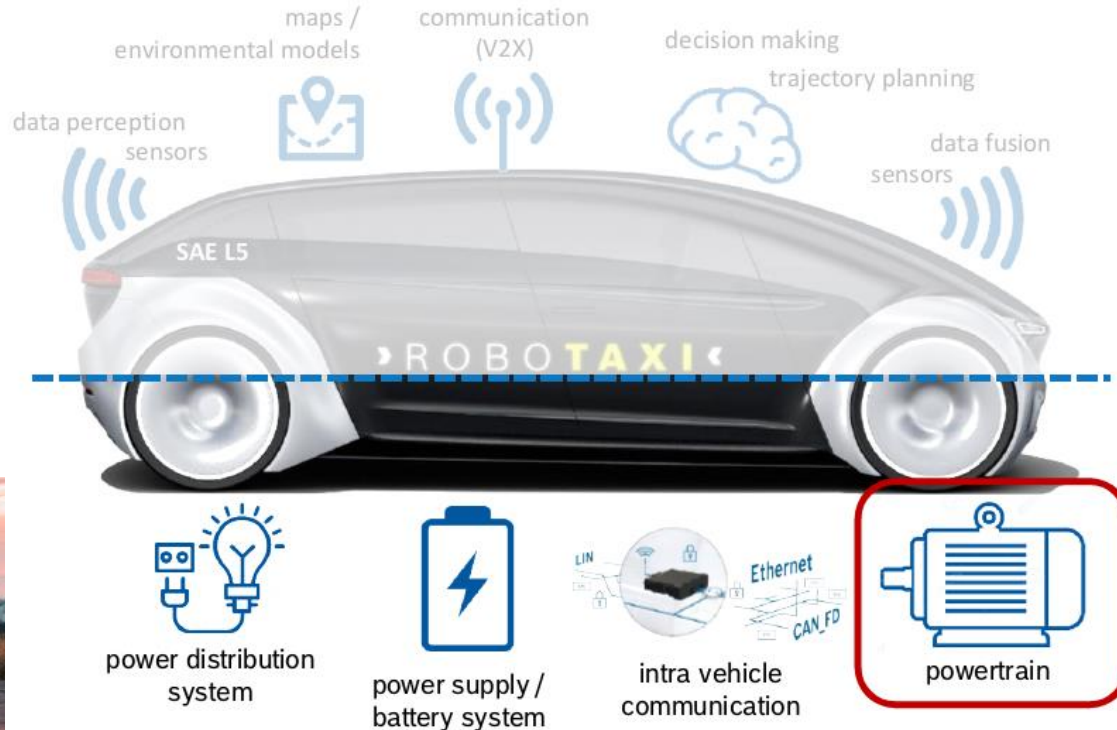 maps /
environmental models
communication
(V2X)
decision making
trajectory planning
data perception
sensors
data fusion
sensors
SAE L5
ROBOTAXI
LIN
Ethernet
CAN_FD
power distribution
system
power supply /
battery system
intra vehicle
communication
powertrain